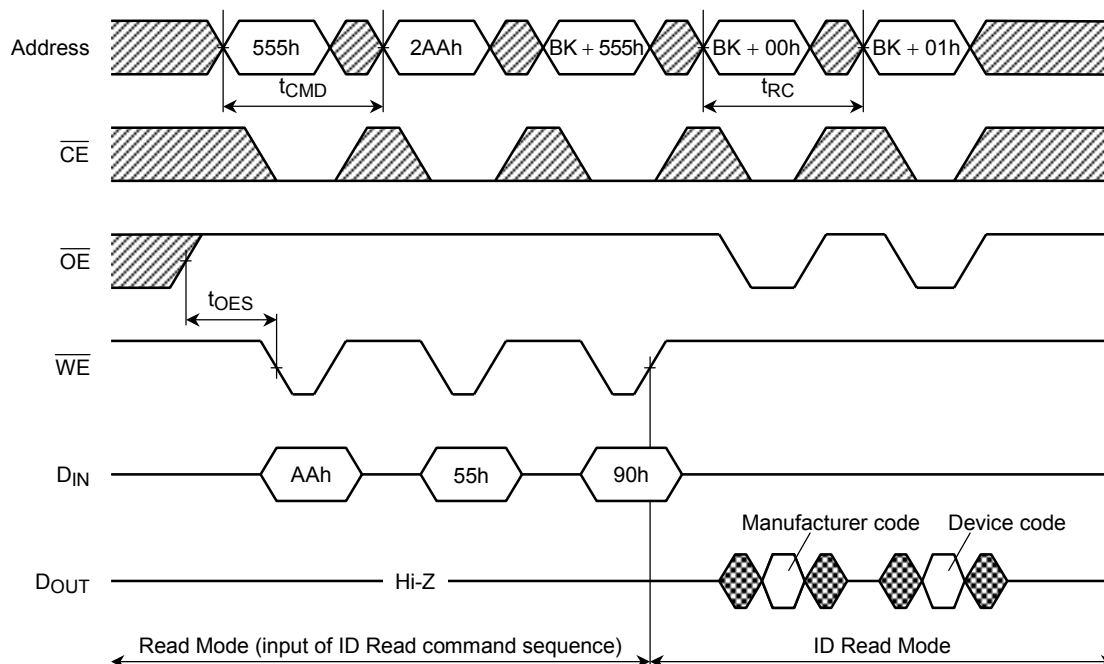 Address 555h 2AAh BK + 555h BK + 00h BK + 01h
tCMD tRC
CE
OE
tOES
WE
DIN AAh 55h 90h
Manufacturer code Device code
DOUT Hi-Z
Read Mode (input of ID Read command sequence) ID Read Mode